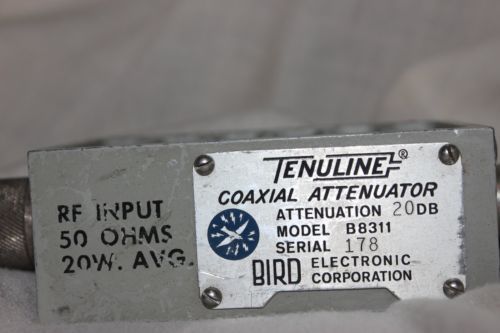 RF INPUT
50 OHMS
20W. AVG.
TENULINE®
COAXIAL ATTENUATOR
ATTENUATION 20DB
MODEL B8311
SERIAL 178
BIRD ELECTRONIC
CORPORATION